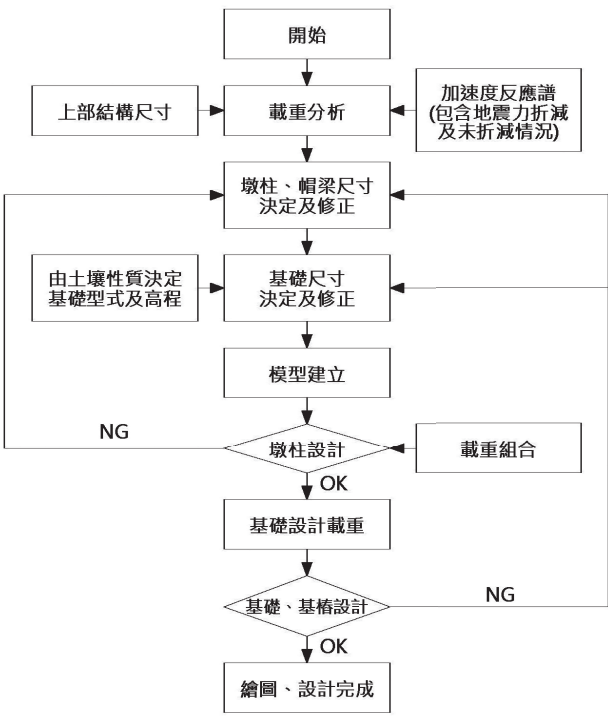 開始
上部結構尺寸
載重分析
加速度反應譜
(包含地震力折減
及未折減情況)
墩柱、帽梁尺寸
決定及修正
由土壤性質決定
基礎型式及高程
基礎尺寸
決定及修正
模型建立
NG
墩柱設計
載重組合
OK
基礎設計載重
基礎、基樁設計
NG
OK
繪圖、設計完成